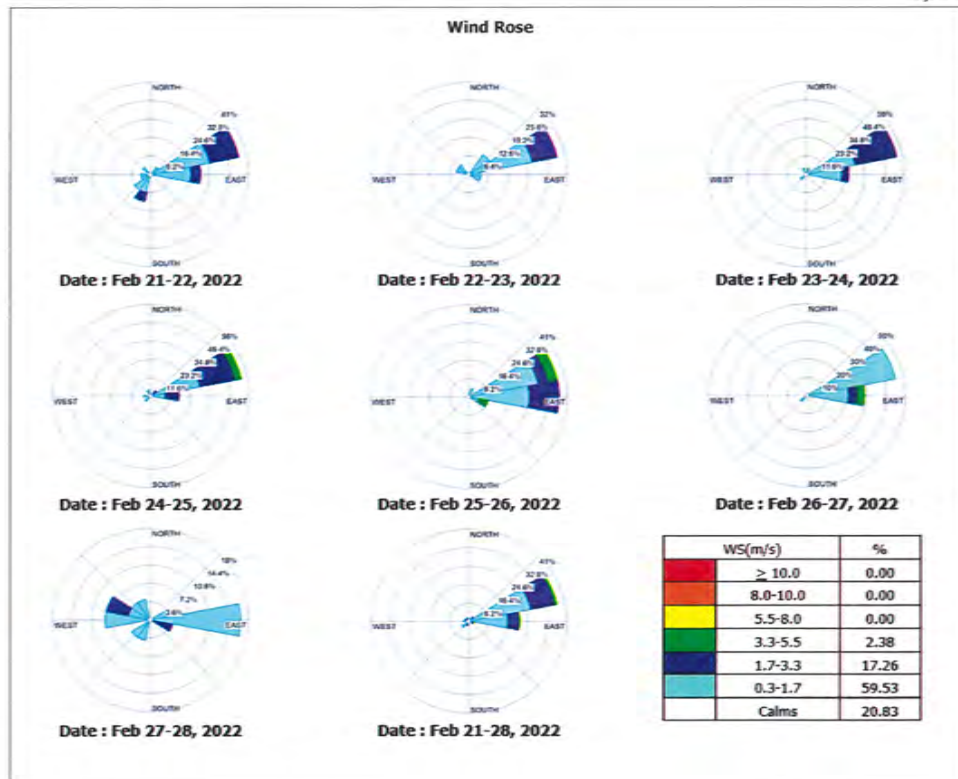 Wind Rose
NORTH
41%
32.8%
24.6%
16.4%
8.2%
WEST
EAST
SOUTH
Date : Feb 21-22, 2022
NORTH
32%
25.6%
19.2%
12.8%
6.4%
WEST
EAST
SOUTH
Date : Feb 22-23, 2022
NORTH
58%
46.4%
34.8%
23.2%
11.6%
WEST
EAST
SOUTH
Date : Feb 23-24, 2022
NORTH
58%
46.4%
34.8%
23.2%
11.6%
WEST
EAST
SOUTH
Date : Feb 24-25, 2022
NORTH
41%
32.8%
24.6%
16.4%
8.2%
WEST
EAST
SOUTH
Date : Feb 25-26, 2022
NORTH
50%
40%
30%
20%
10%
WEST
EAST
SOUTH
Date : Feb 26-27, 2022
NORTH
18%
14.4%
10.8%
7.2%
3.6%
WEST
EAST
SOUTH
Date : Feb 27-28, 2022
NORTH
41%
32.8%
24.6%
16.4%
8.2%
WEST
EAST
SOUTH
Date : Feb 21-28, 2022
WS(m/s) %
≥ 10.0 0.00
8.0-10.0 0.00
5.5-8.0 0.00
3.3-5.5 2.38
1.7-3.3 17.26
0.3-1.7 59.53
Calms 20.83